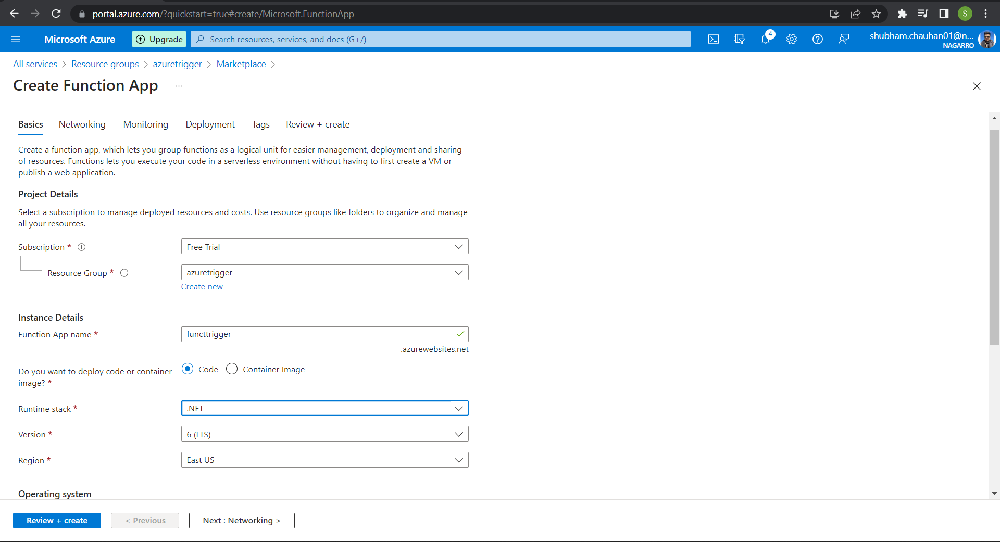 portal.azure.com/?quickstart=true#create/Microsoft.FunctionApp
S
Microsoft Azure
Upgrade
Search resources, services, and docs (G+/)
4
shubham.chauhan01@n...
NAGARRO
All services > Resource groups > azuretrigger > Marketplace >
Create Function App ...
Basics Networking Monitoring Deployment Tags Review + create
Create a function app, which lets you group functions as a logical unit for easier management, deployment and sharing
of resources. Functions lets you execute your code in a serverless environment without having to first create a VM or
publish a web application.
Project Details
Select a subscription to manage deployed resources and costs. Use resource groups like folders to organize and manage
all your resources.
Subscription *
Free Trial
Resource Group *
azuretrigger
Create new
Instance Details
Function App name *
functtrigger
.azurewebsites.net
Do you want to deploy code or container
image? *
Code Container Image
Runtime stack *
.NET
Version *
6 (LTS)
Region *
East US
Operating system
Review + create
< Previous
Next : Networking >